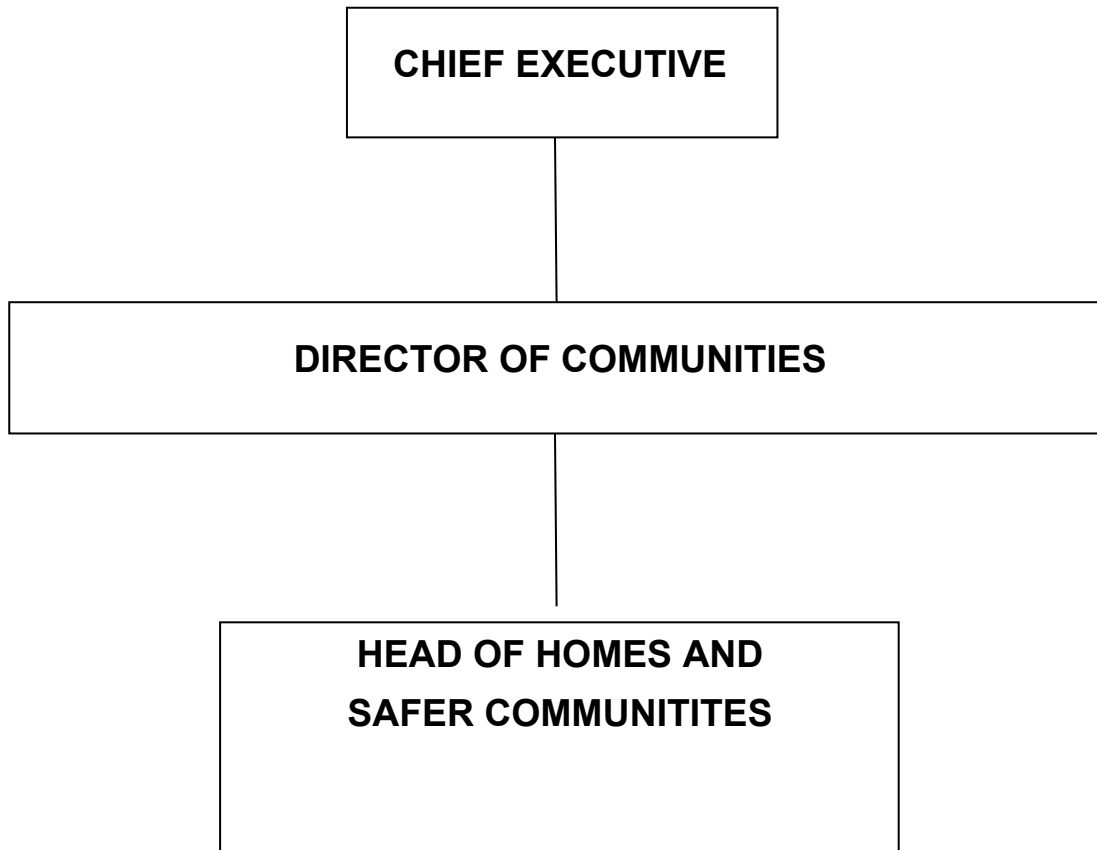 CHIEF EXECUTIVE
DIRECTOR OF COMMUNITIES
HEAD OF HOMES AND
SAFER COMMUNITITES